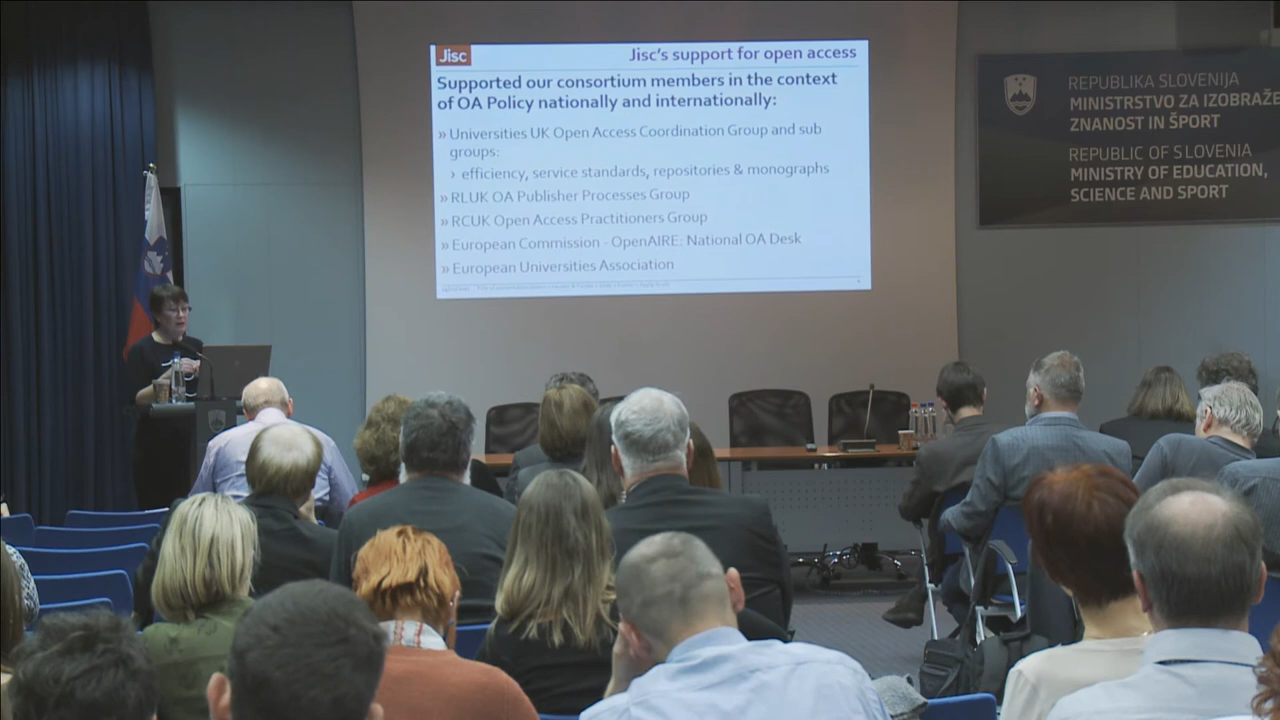 Jisc
Jisc's support for open access
Supported our consortium members in the context
of OA Policy nationally and internationally:
» Universities UK Open Access Coordination Group and sub
groups:
› efficiency, service standards, repositories & monographs
» RLUK OA Publisher Processes Group
» RCUK Open Access Practitioners Group
» European Commission - OpenAIRE: National OA Desk
» European Universities Association
REPUBLIKA SLOVENIJA
MINISTRSTVO ZA IZOBRAŽE
ZNANOST IN ŠPORT
REPUBLIC OF SLOVENIA
MINISTRY OF EDUCATION,
SCIENCE AND SPORT